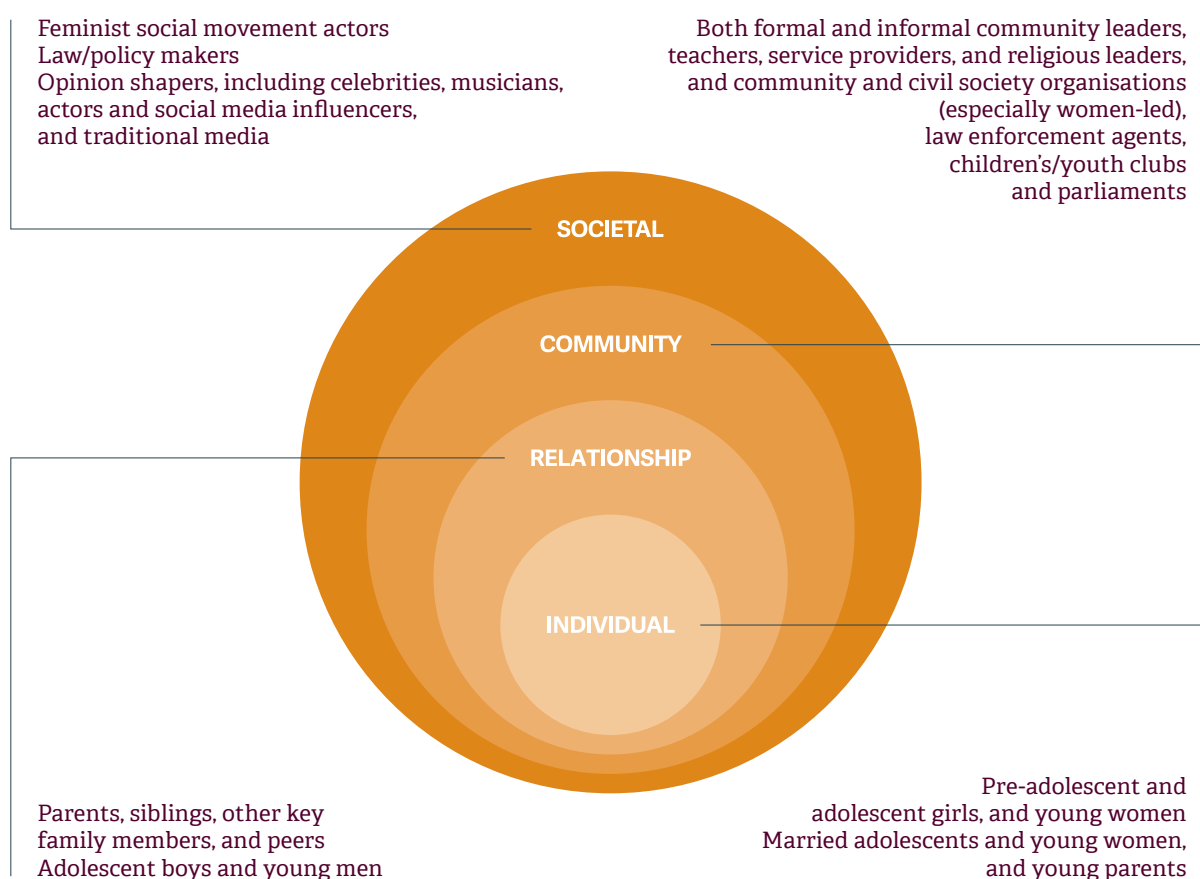 Feminist social movement actors
Law/policy makers
Opinion shapers, including celebrities, musicians,
actors and social media influencers,
and traditional media
Both formal and informal community leaders,
teachers, service providers, and religious leaders,
and community and civil society organisations
(especially women-led),
law enforcement agents,
children’s/youth clubs
and parliaments
SOCIETAL
COMMUNITY
RELATIONSHIP
INDIVIDUAL
Parents, siblings, other key
family members, and peers
Adolescent boys and young men
Pre-adolescent and
adolescent girls, and young women
Married adolescents and young women,
and young parents